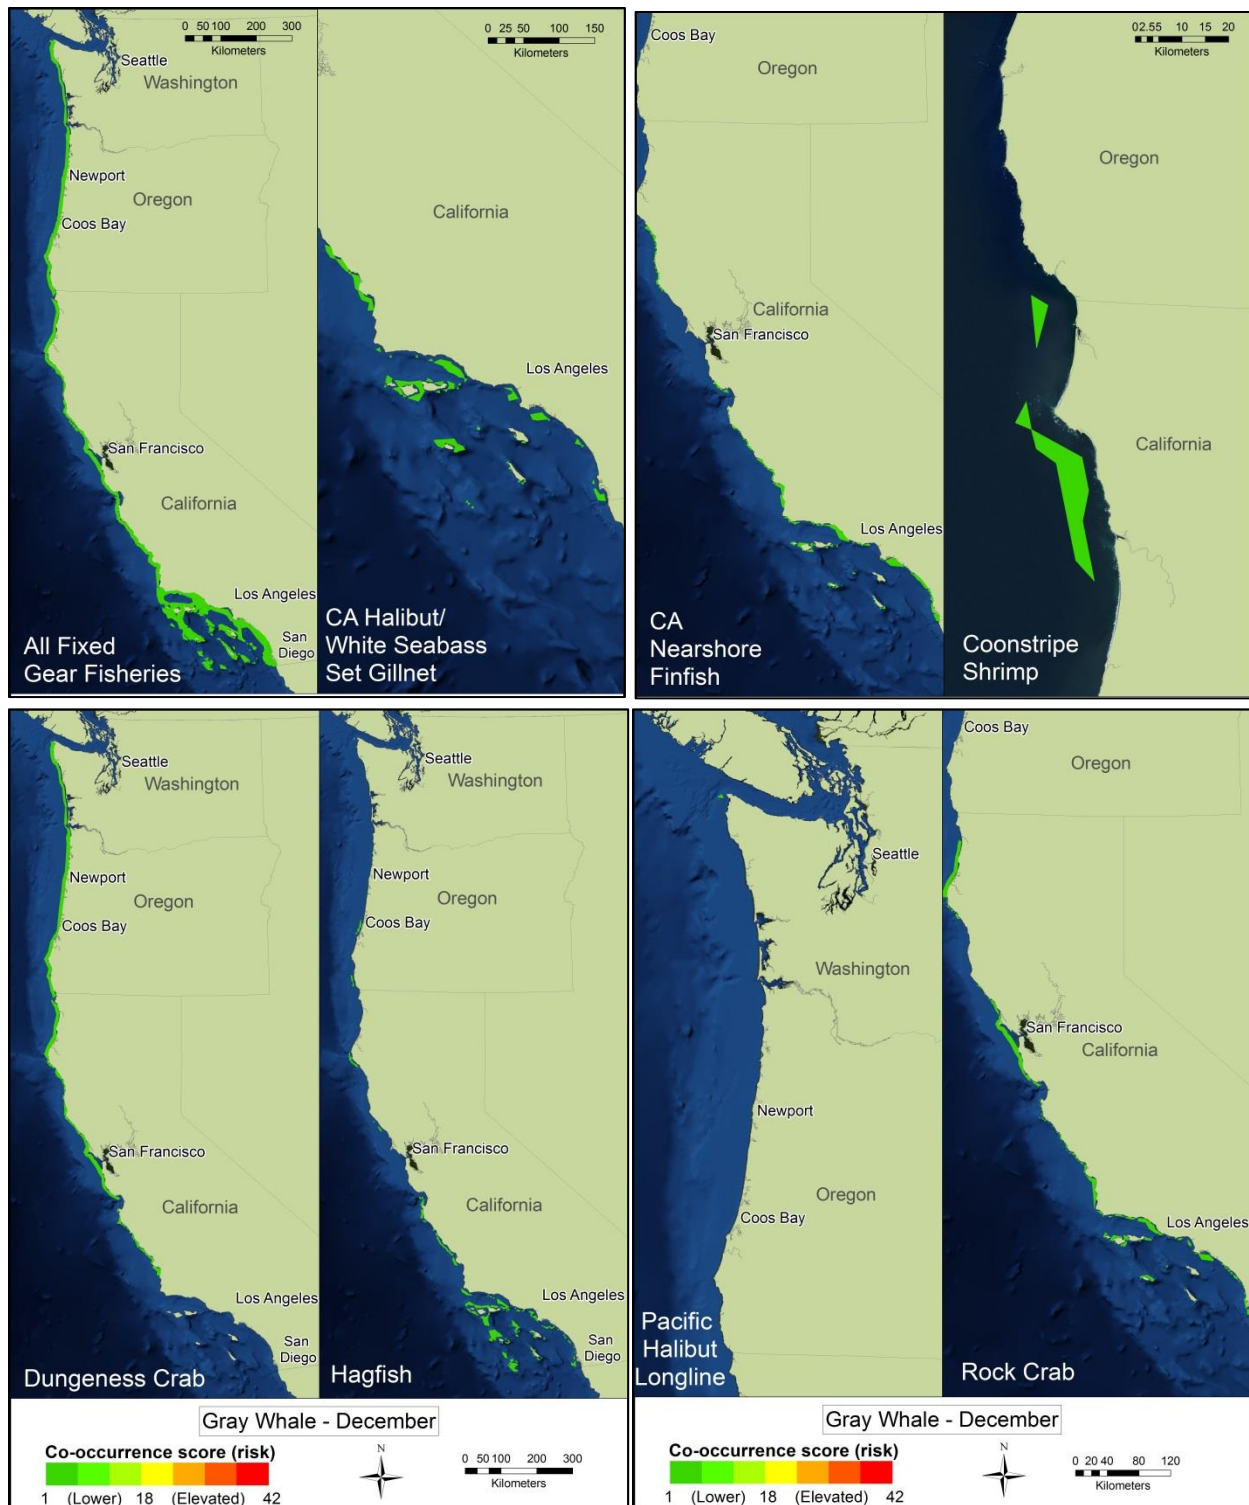 0 50 100 200 300
Kilometers
Seattle
Washington
Newport
Oregon
Coos Bay
San Francisco
California
Los Angeles
San
Diego
All Fixed
Gear Fisheries
0 25 50 100 150
Kilometers
California
Los Angeles
CA Halibut/
White Seabass
Set Gillnet
Coos Bay
Oregon
California
San Francisco
Los Angeles
CA
Nearshore
Finfish
0 2.5 5 10 15 20
Kilometers
Oregon
California
Coonstripe
Shrimp
Seattle
Washington
Newport
Oregon
Coos Bay
San Francisco
California
Los Angeles
San
Diego
Dungeness Crab
Seattle
Washington
Newport
Oregon
Coos Bay
San Francisco
California
Los Angeles
San
Diego
Hagfish
Seattle
Washington
Newport
Oregon
Coos Bay
Pacific
Halibut
Longline
Coos Bay
Oregon
San Francisco
California
Los Angeles
Rock Crab
Gray Whale - December
Co-occurrence score (risk)
1 (Lower) 18 (Elevated) 42
N
0 50 100 200 300
Kilometers
Gray Whale - December
Co-occurrence score (risk)
1 (Lower) 18 (Elevated) 42
N
0 20 40 80 120
Kilometers